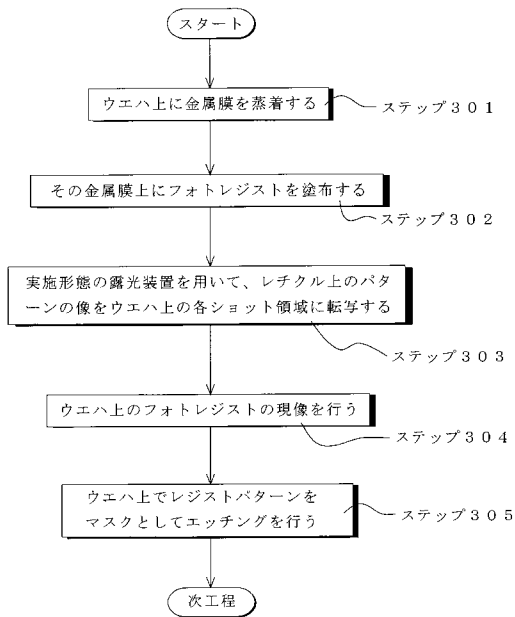 スタート
ウエハ上に金属膜を蒸着する
ステップ３０１
その金属膜上にフォトレジストを塗布する
ステップ３０２
実施形態の露光装置を用いて、レチクル上のパタ
ーンの像をウエハ上の各ショット領域に転写する
ステップ３０３
ウエハ上のフォトレジストの現像を行う
ステップ３０４
ウエハ上でレジストパターンを
マスクとしてエッチングを行う
ステップ３０５
次工程